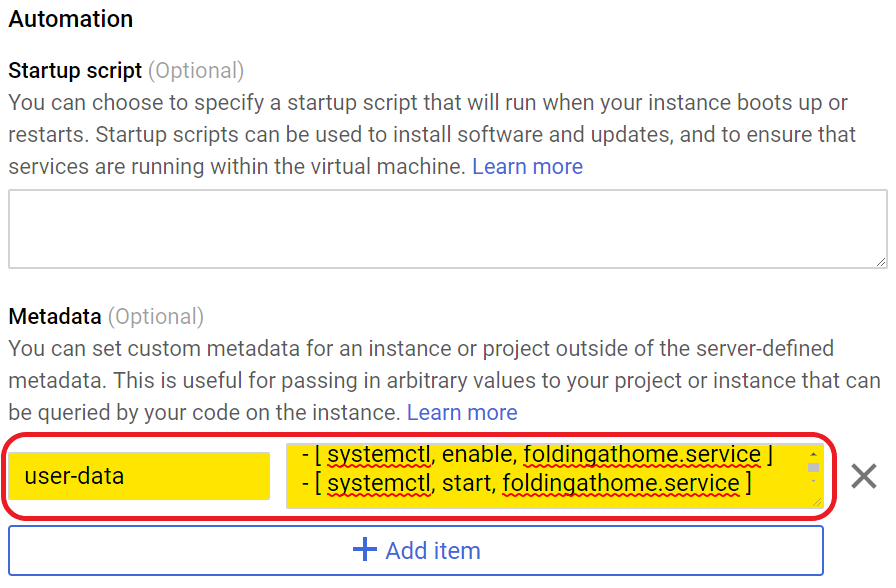 Automation
Startup script (Optional)
You can choose to specify a startup script that will run when your instance boots up or
restarts. Startup scripts can be used to install software and updates, and to ensure that
services are running within the virtual machine. Learn more
Metadata (Optional)
You can set custom metadata for an instance or project outside of the server-defined
metadata. This is useful for passing in arbitrary values to your project or instance that can
be queried by your code on the instance. Learn more
user-data
- [ systemctl, enable, foldingathome.service ]
- [ systemctl, start, foldingathome.service ]
Add item